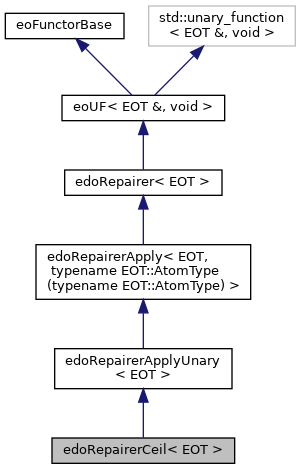 eoFunctorBase
std::unary_function
< EOT &, void >
eoUF< EOT &, void >
edoRepairer< EOT >
edoRepairerApply< EOT,
typename EOT::AtomType
(typename EOT::AtomType) >
edoRepairerApplyUnary
< EOT >
edoRepairerCeil< EOT >